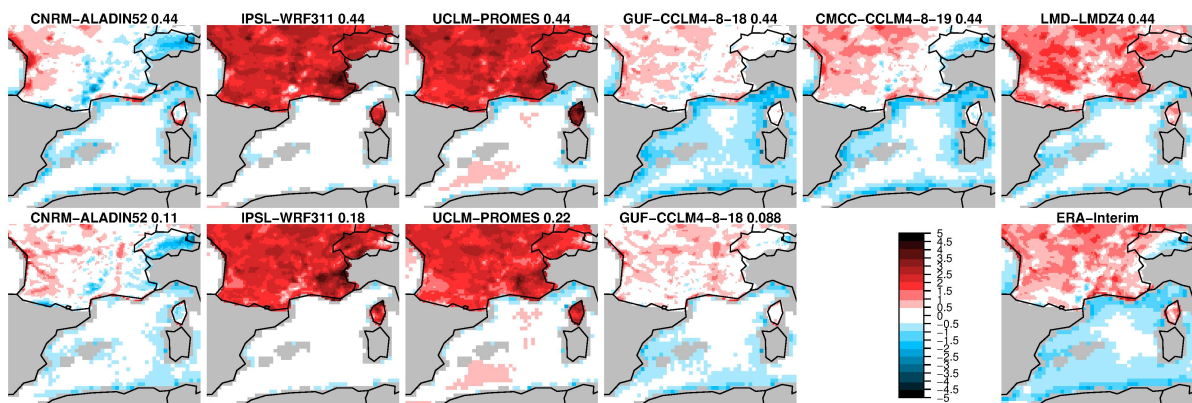 CNRM−ALADIN52 0.44
IPSL−WRF311 0.44
UCLM−PROMES 0.44
GUF−CCLM4−8−18 0.44
CMCC−CCLM4−8−19 0.44
LMD−LMDZ4 0.44
CNRM−ALADIN52 0.11
IPSL−WRF311 0.18
UCLM−PROMES 0.22
GUF−CCLM4−8−18 0.088
ERA−Interim
5
4.5
4
3.5
3
2.5
2
1.5
1
0.5
0
−0.5
−1
−1.5
−2
−2.5
−3
−3.5
−4
−4.5
−5